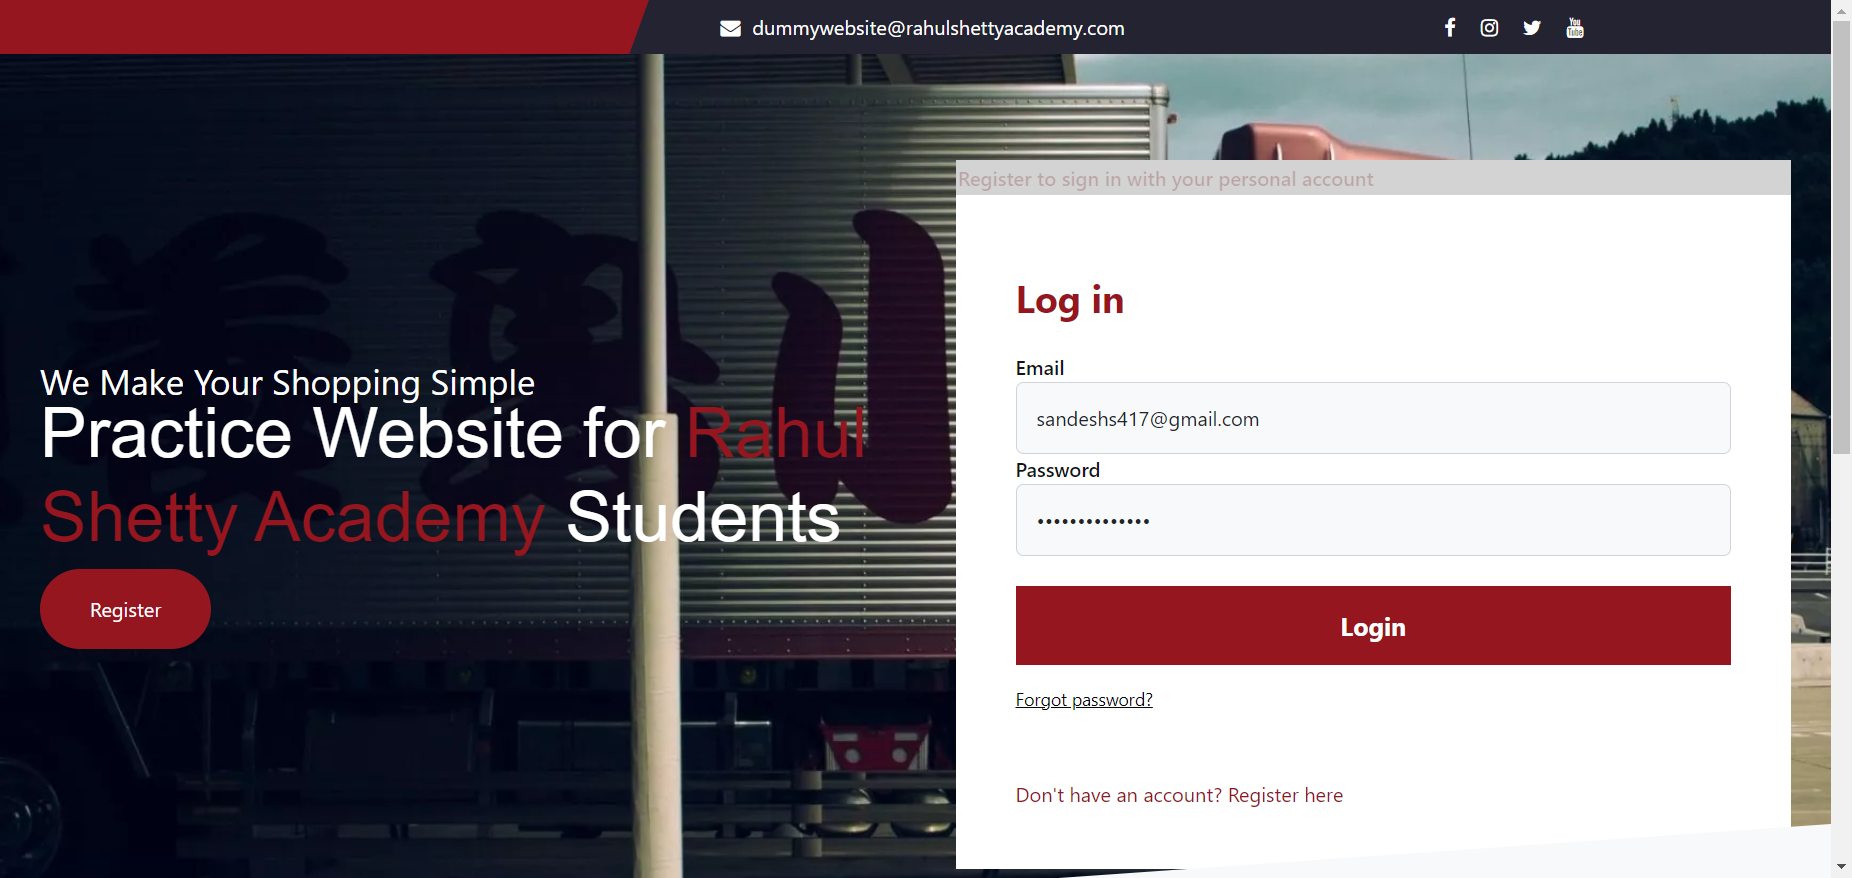 dummywebsite@rahulshettyacademy.com
We Make Your Shopping Simple
Practice Website for Rahul
Shetty Academy Students
Register
Register to sign in with your personal account
Log in
Email
sandeshs417@gmail.com
Password
••••••••••••••
Login
Forgot password?
Don't have an account? Register here